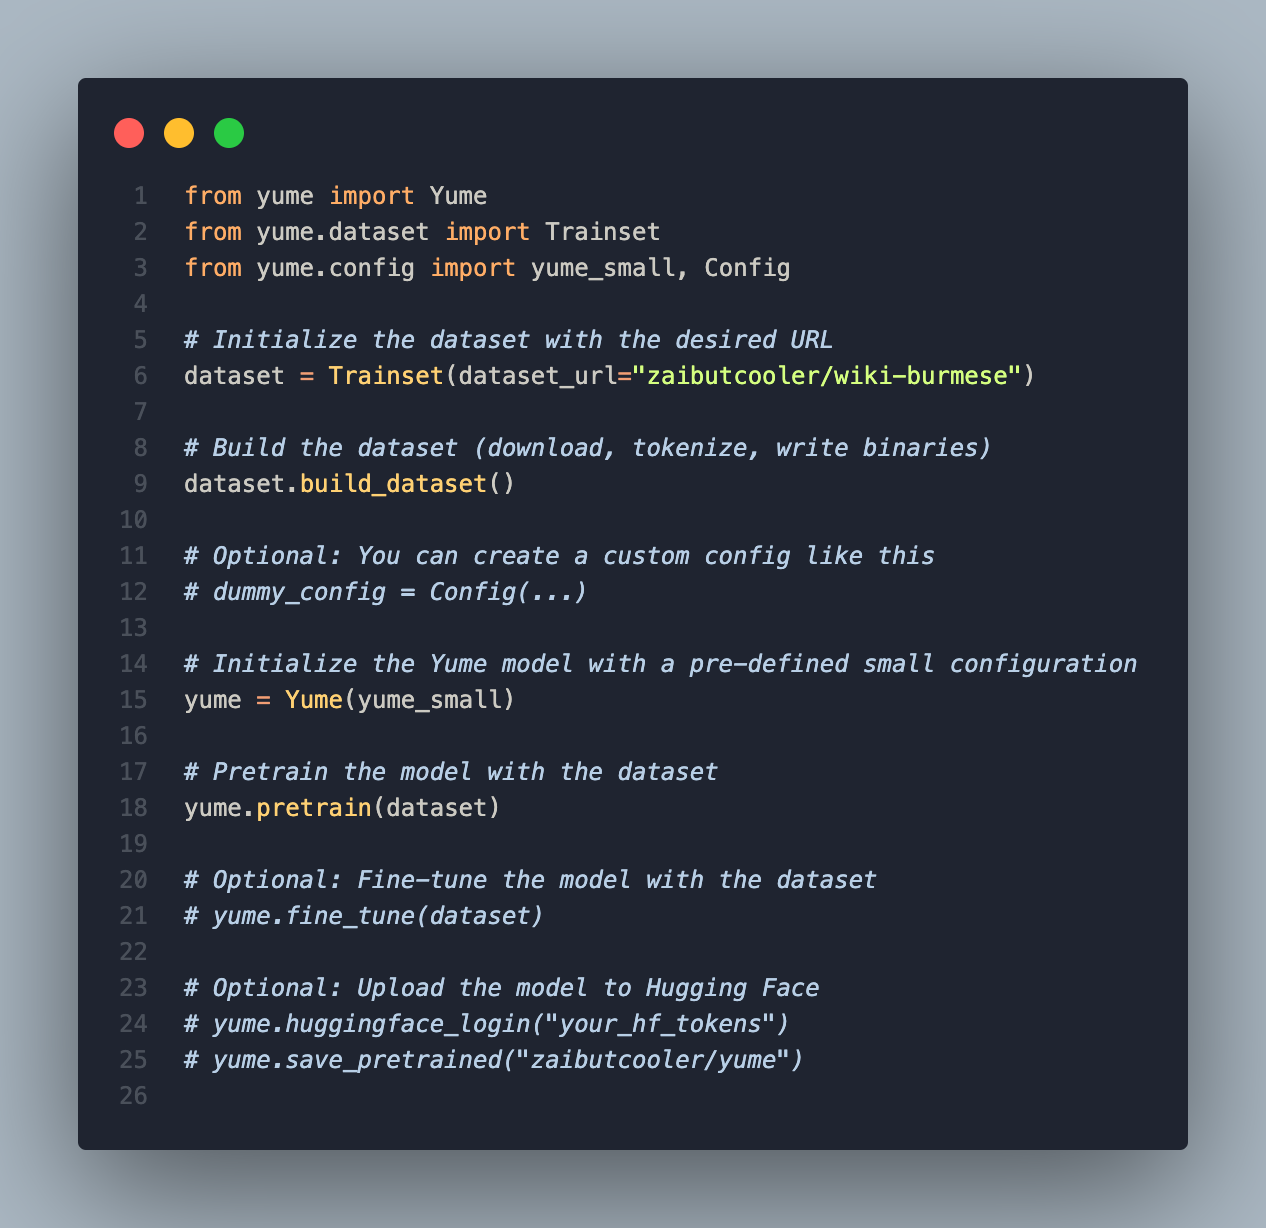 1 from yume import Yume
2 from yume.dataset import Trainset
3 from yume.config import yume_small, Config
4
5 # Initialize the dataset with the desired URL
6 dataset = Trainset(dataset_url="zaibutcooler/wiki-burmese")
7
8 # Build the dataset (download, tokenize, write binaries)
9 dataset.build_dataset()
10
11 # Optional: You can create a custom config like this
12 # dummy_config = Config(...)
13
14 # Initialize the Yume model with a pre-defined small configuration
15 yume = Yume(yume_small)
16
17 # Pretrain the model with the dataset
18 yume.pretrain(dataset)
19
20 # Optional: Fine-tune the model with the dataset
21 # yume.fine_tune(dataset)
22
23 # Optional: Upload the model to Hugging Face
24 # yume.huggingface_login("your_hf_tokens")
25 # yume.save_pretrained("zaibutcooler/yume")
26